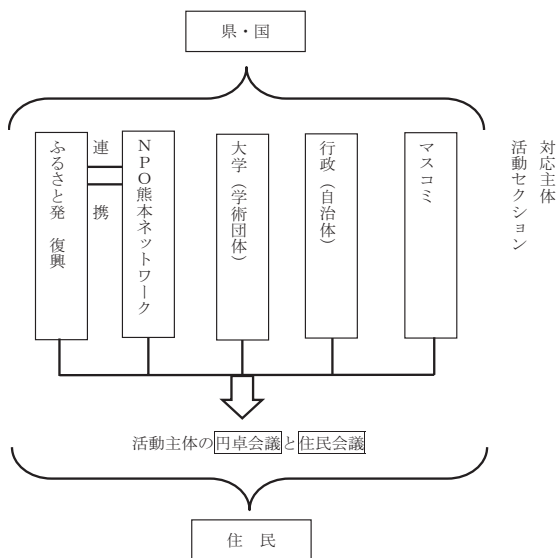 県・国
ふるさと発　復興
連
携
NPO熊本ネットワーク
大学（学術団体）
行政（自治体）
マスコミ
対応主体
活動セクション
活動主体の円卓会議と住民会議
住　民